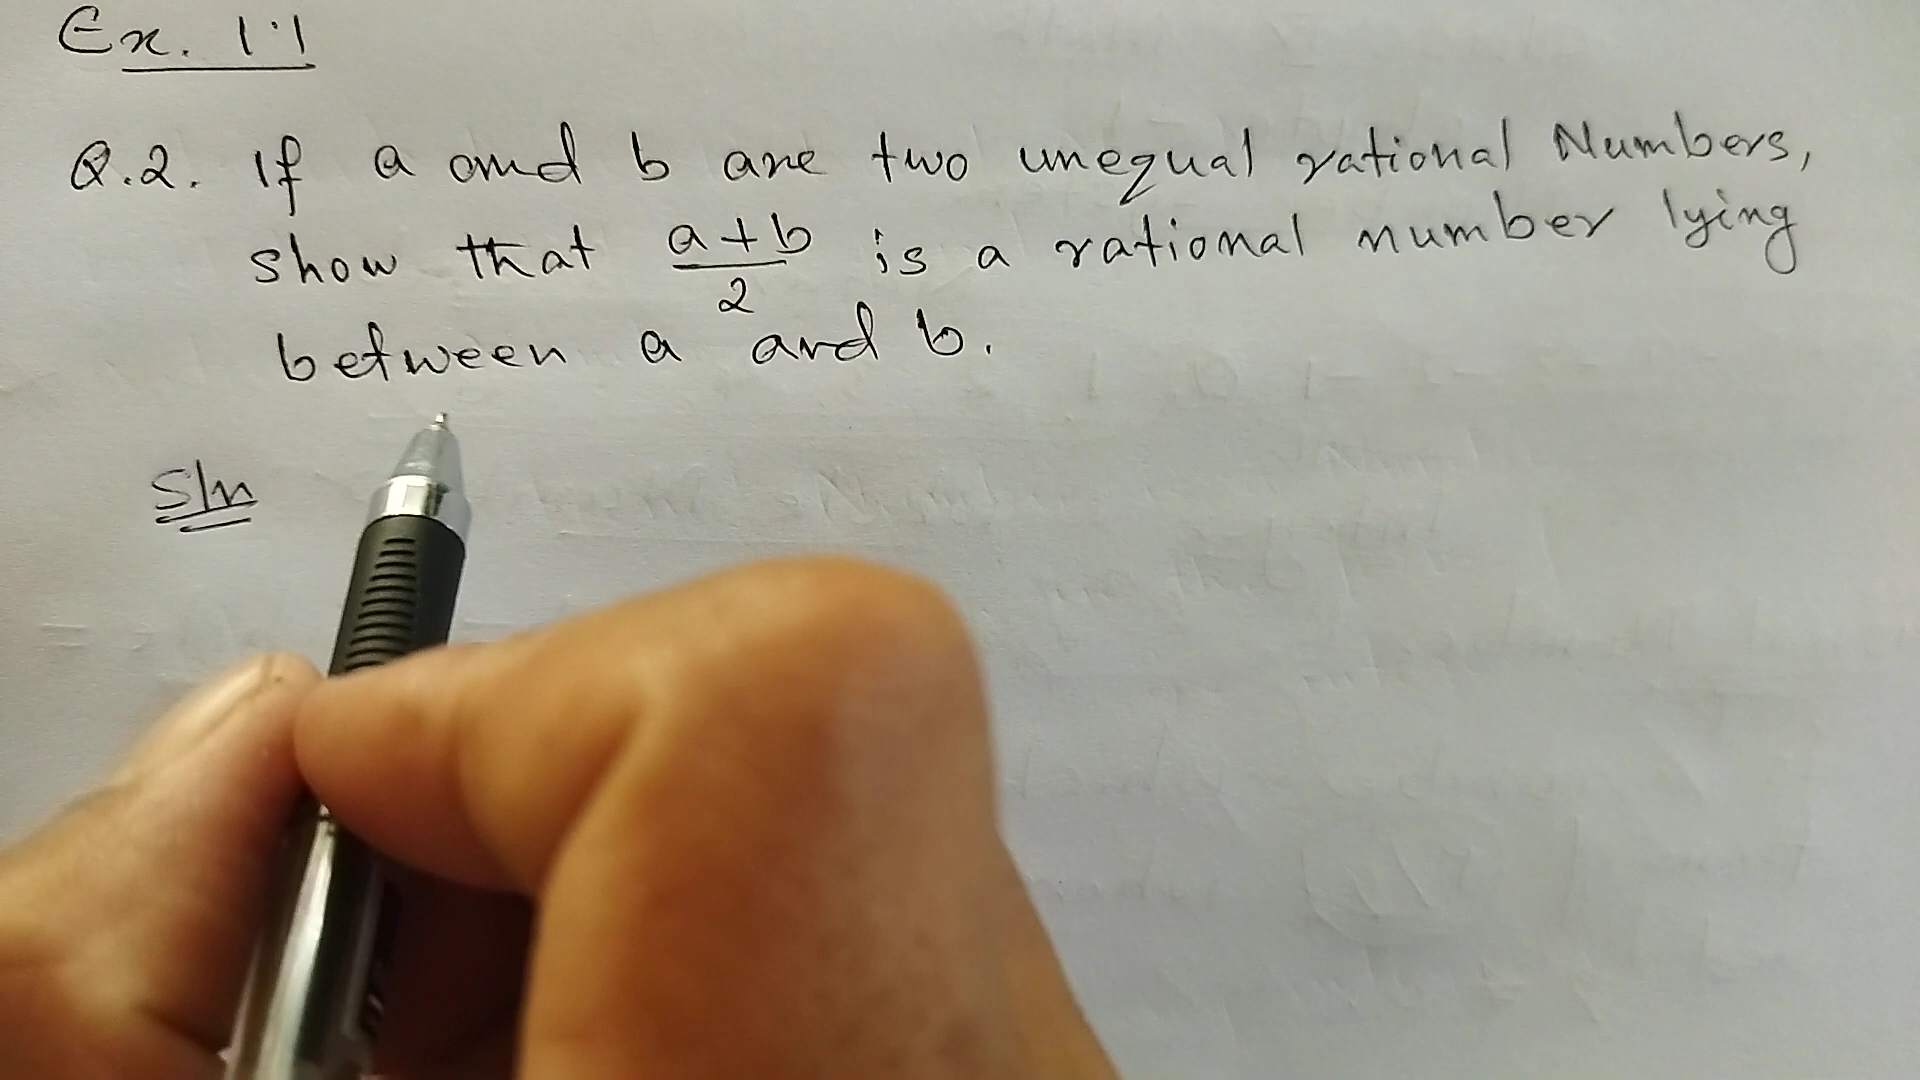 Ex. 1.1
Q.2. If a and b are two unequal rational Numbers,
show that a+b/2 is a rational number lying
between a and b.
Sln